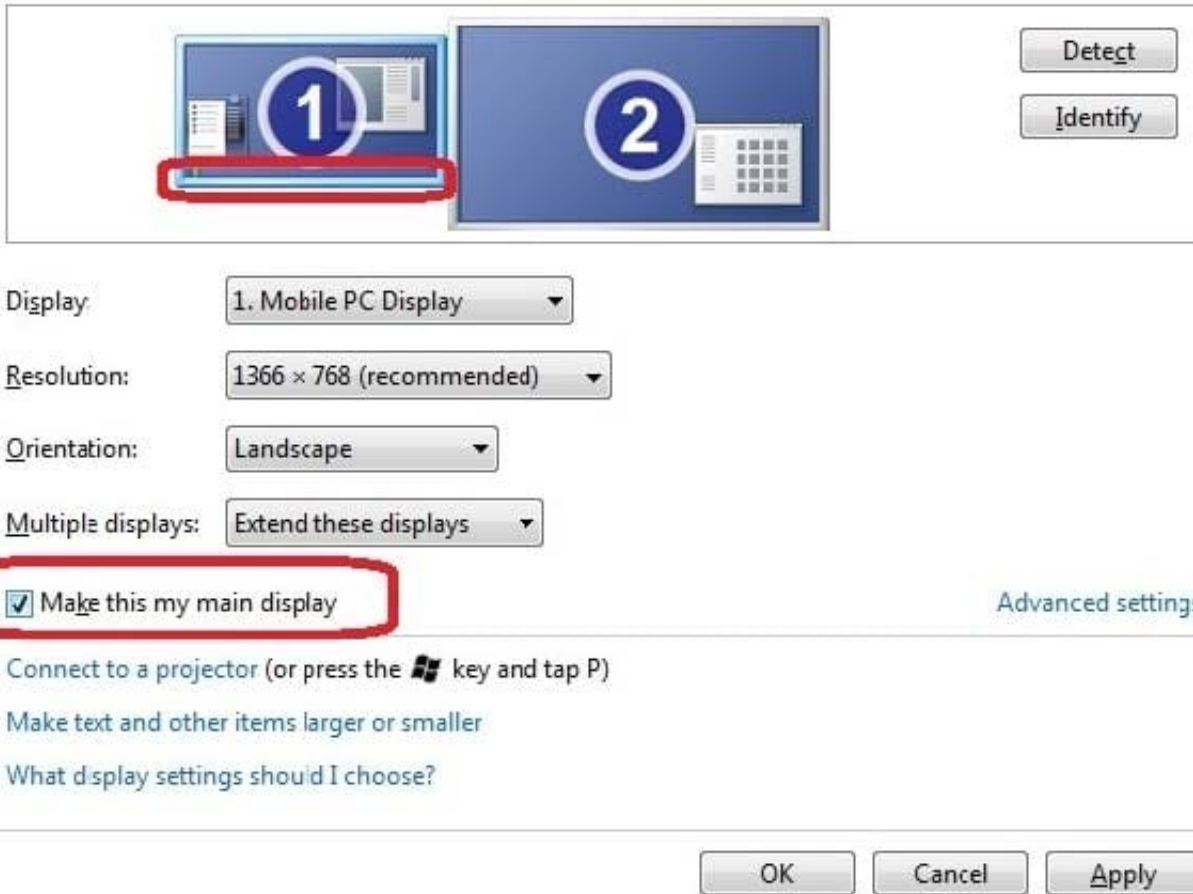 1
2
Detect
Identify
Display:
1. Mobile PC Display
Resolution:
1366 × 768 (recommended)
Orientation:
Landscape
Multiple displays:
Extend these displays
Make this my main display
Advanced settings
Connect to a projector (or press the key and tap P)
Make text and other items larger or smaller
What display settings should I choose?
OK
Cancel
Apply